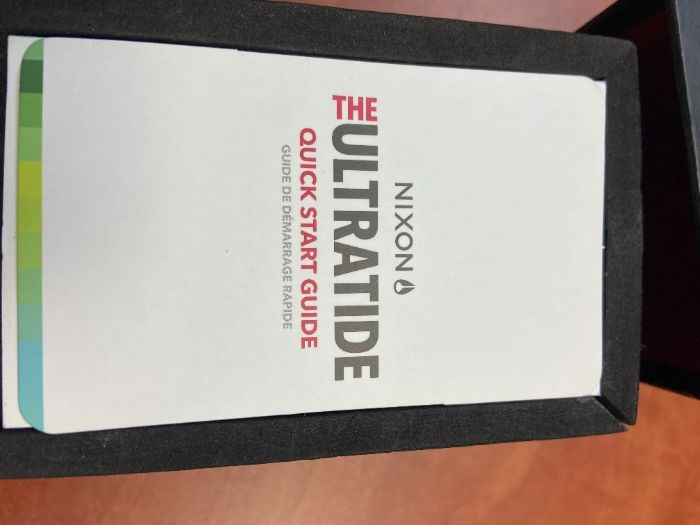 NIXON
THE ULTRATIDE
QUICK START GUIDE
GUIDE DE DÉMARRAGE RAPIDE